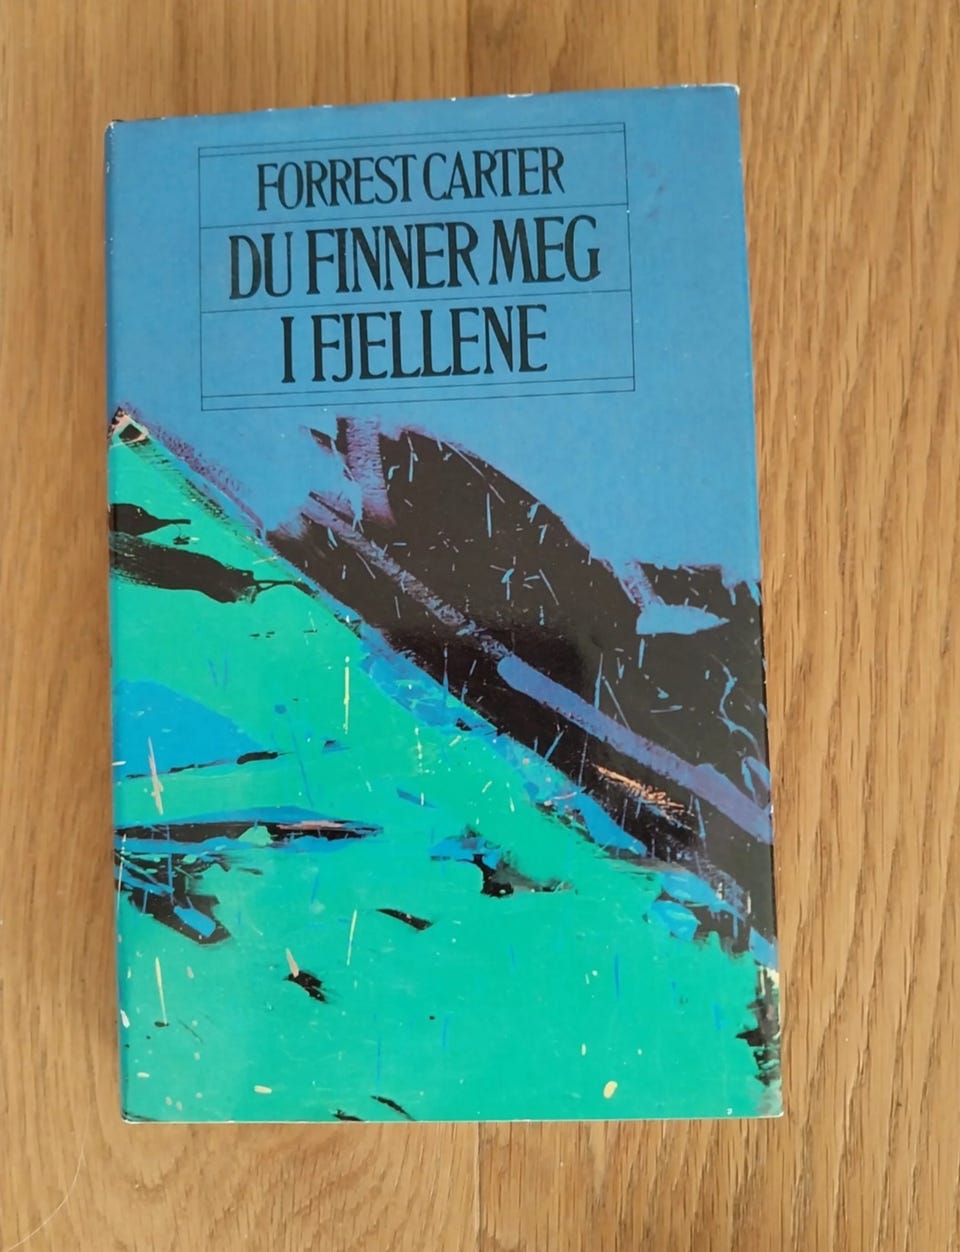 FORREST CARTER
DU FINNER MEG
I FJELLENE